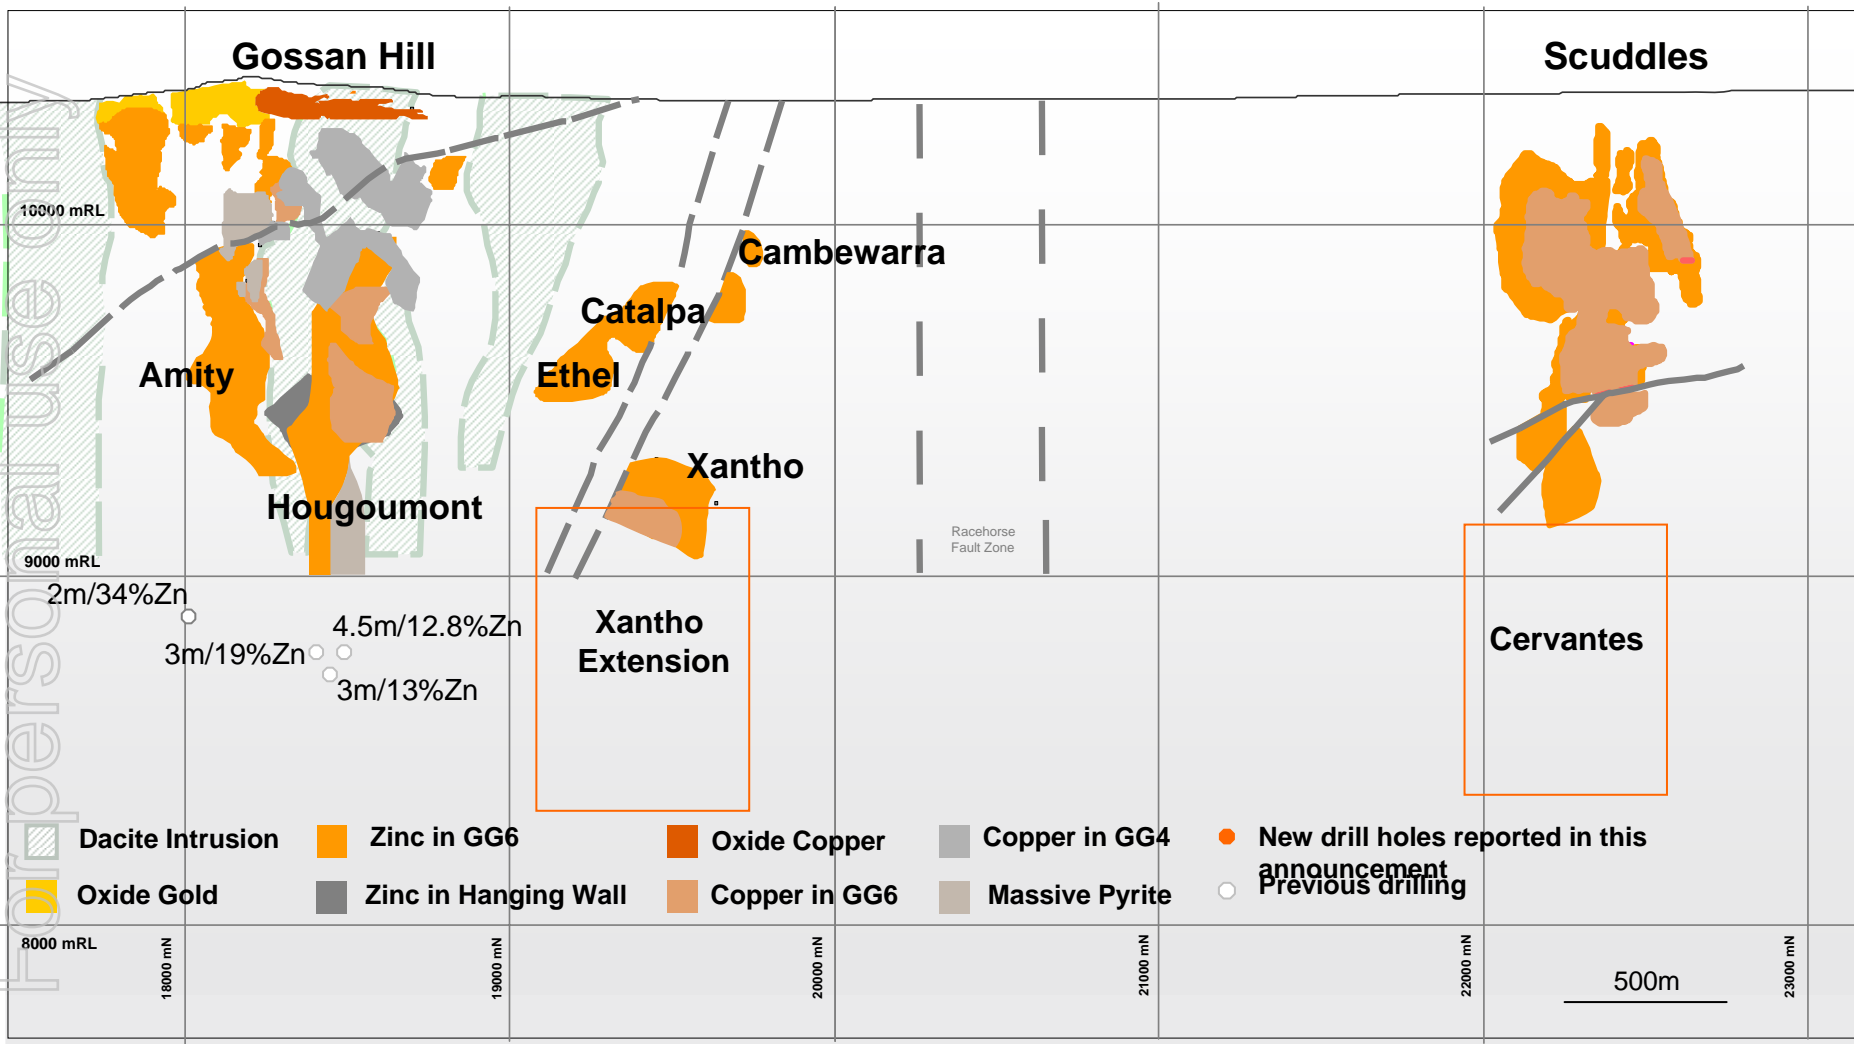 Gossan Hill
Scuddles
10000 mRL
Cambewarra
Catalpa
Amity
Ethel
Xantho
Hougoumont
Racehorse
Fault Zone
9000 mRL
2m/34%Zn
4.5m/12.8%Zn
3m/19%Zn
3m/13%Zn
Xantho
Extension
Cervantes
Dacite Intrusion
Zinc in GG6
Oxide Copper
Copper in GG4
New drill holes reported in this
announcement
Oxide Gold
Zinc in Hanging Wall
Copper in GG6
Massive Pyrite
Previous drilling
8000 mRL
18000 mN
19000 mN
20000 mN
21000 mN
22000 mN
23000 mN
500m
For personal use only